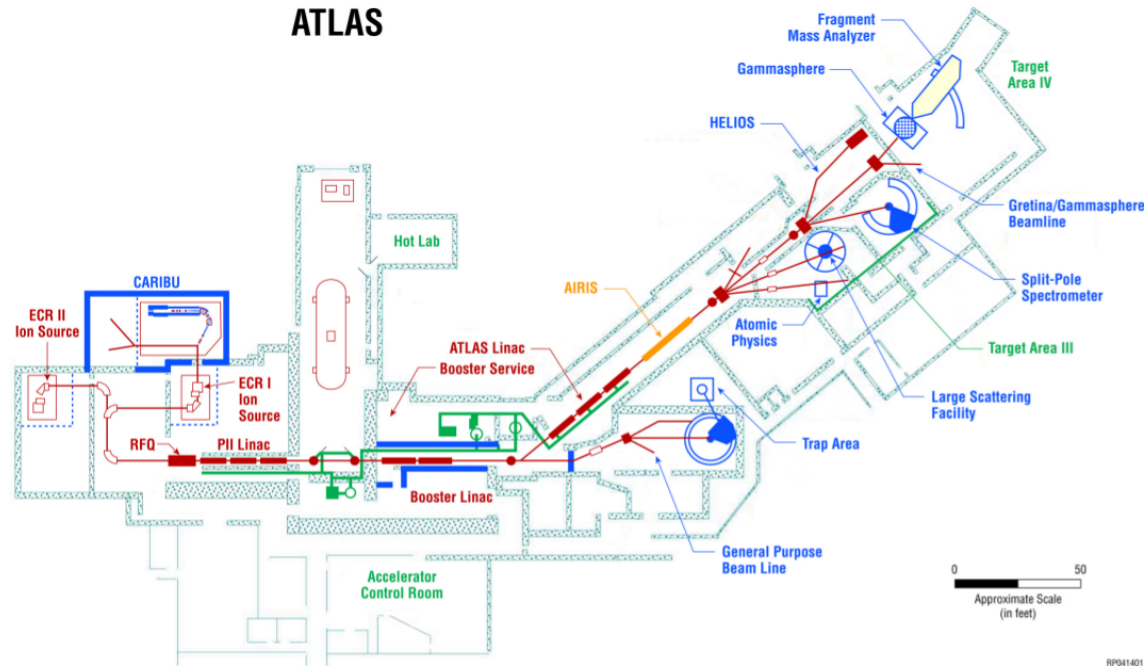 ATLAS
Fragment
Mass Analyzer
Gammasphere
Target
Area IV
HELIOS
Hot Lab
Gretina/Gammasphere
Beamline
CARIBU
Split-Pole
Spectrometer
AIRIS
ECR II
Ion Source
Atomic
Physics
Target Area III
ATLAS Linac
Booster Service
ECR I
Ion
Source
Large Scattering
Facility
RFQ
PII Linac
Trap Area
Booster Linac
General Purpose
Beam Line
Accelerator
Control Room
0
50
Approximate Scale
(in feet)
RP041401